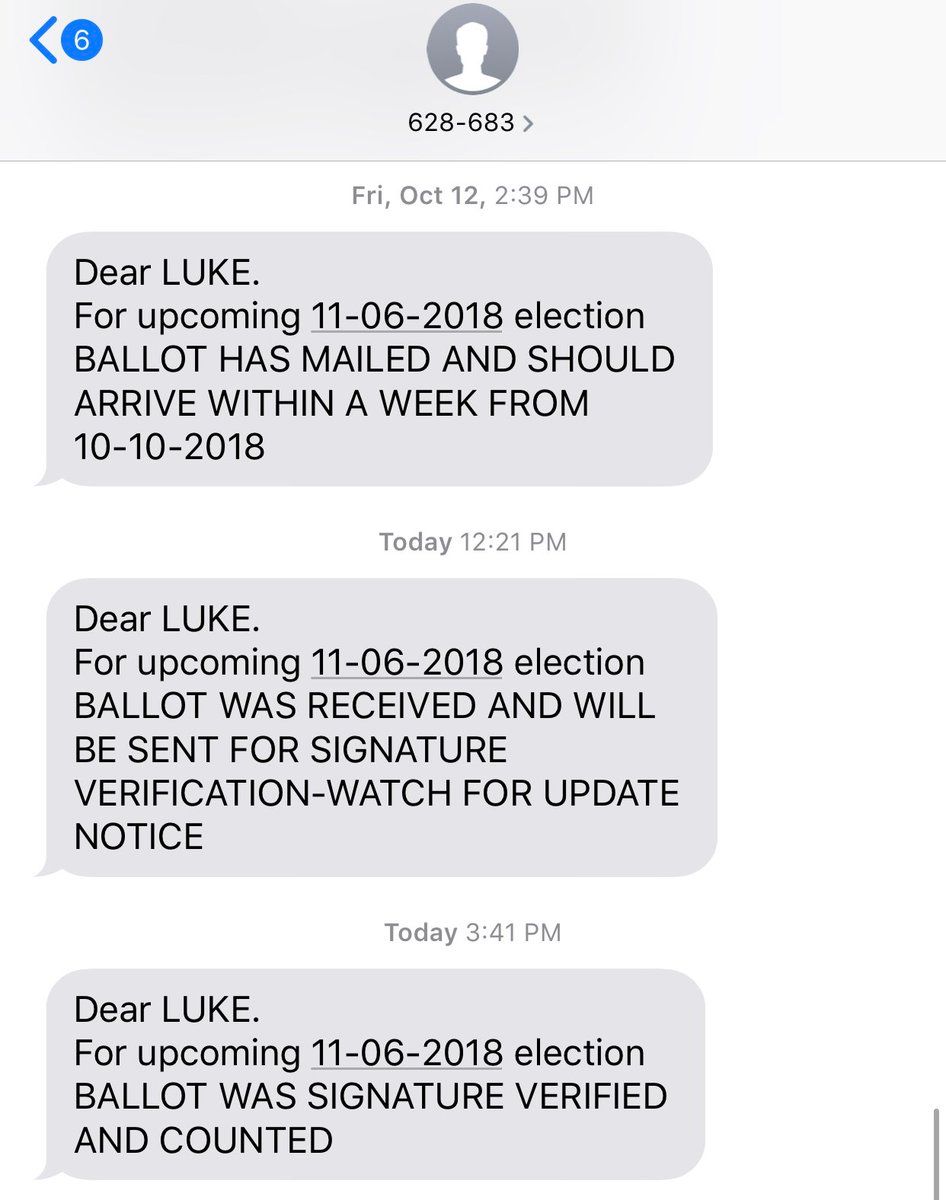 6
628-683
Fri, Oct 12, 2:39 PM
Dear LUKE.
For upcoming 11-06-2018 election
BALLOT HAS MAILED AND SHOULD
ARRIVE WITHIN A WEEK FROM
10-10-2018
Today 12:21 PM
Dear LUKE.
For upcoming 11-06-2018 election
BALLOT WAS RECEIVED AND WILL
BE SENT FOR SIGNATURE
VERIFICATION-WATCH FOR UPDATE
NOTICE
Today 3:41 PM
Dear LUKE.
For upcoming 11-06-2018 election
BALLOT WAS SIGNATURE VERIFIED
AND COUNTED